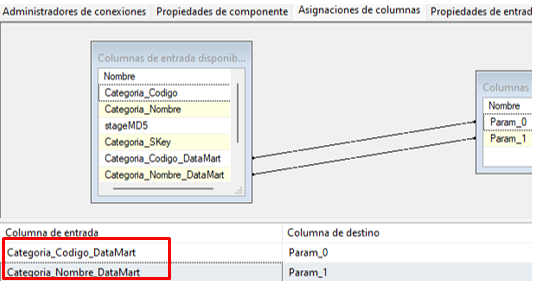 Administradores de conexiones Propiedades de componente Asignaciones de columnas Propiedades de entrad
Columnas de entrada disponib...
Nombre
Categoria_Codigo
Categoria_Nombre
stageMD5
Categoria_SKey
Categoria_Codigo_DataMart
Categoria_Nombre_DataMart
Columnas
Nombre
Param_0
Param_1
Columna de entrada Columna de destino
Categoria_Codigo_DataMart Param_0
Categoria_Nombre_DataMart Param_1